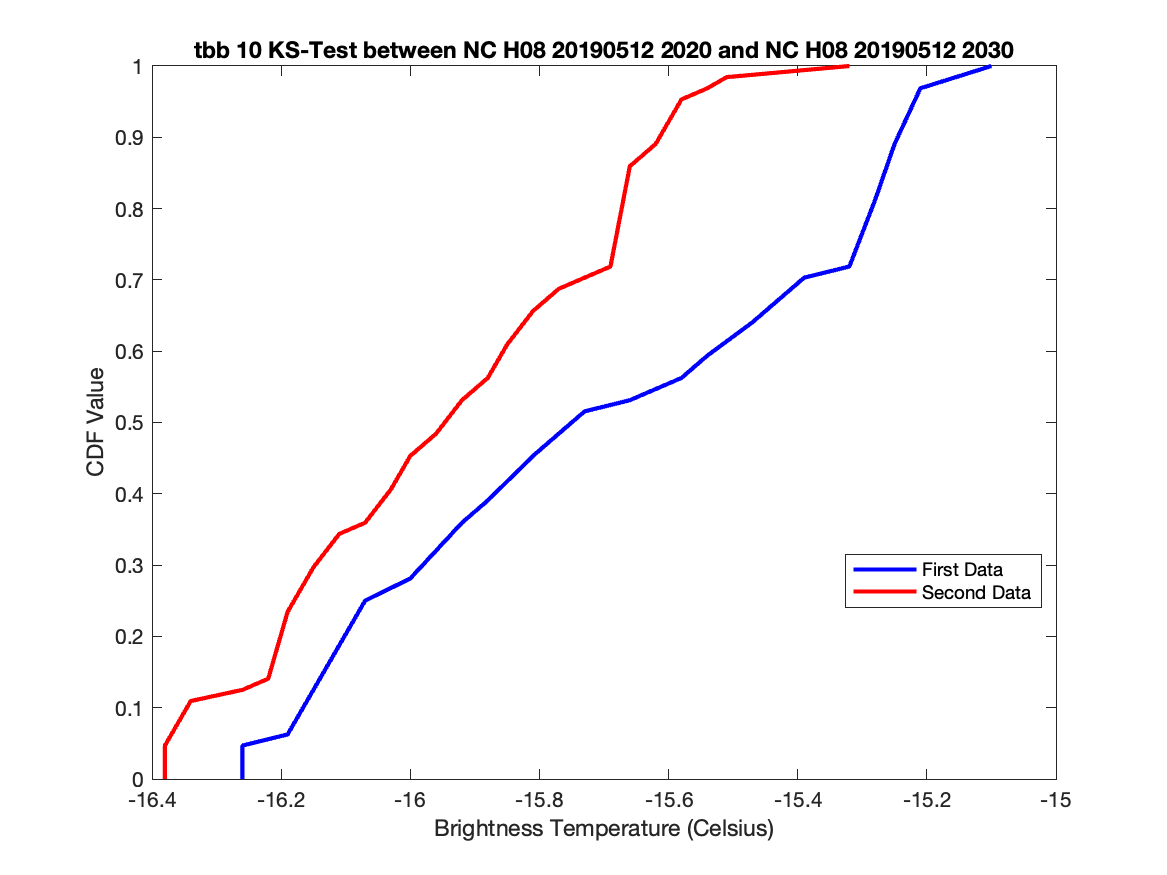 tbb 10 KS-Test between NC H08 20190512 2020 and NC H08 20190512 2030
1
0.9
0.8
0.7
0.6
0.5
0.4
0.3
0.2
0.1
0
CDF Value
First Data
Second Data
-16.4 -16.2 -16 -15.8 -15.6 -15.4 -15.2 -15
Brightness Temperature (Celsius)